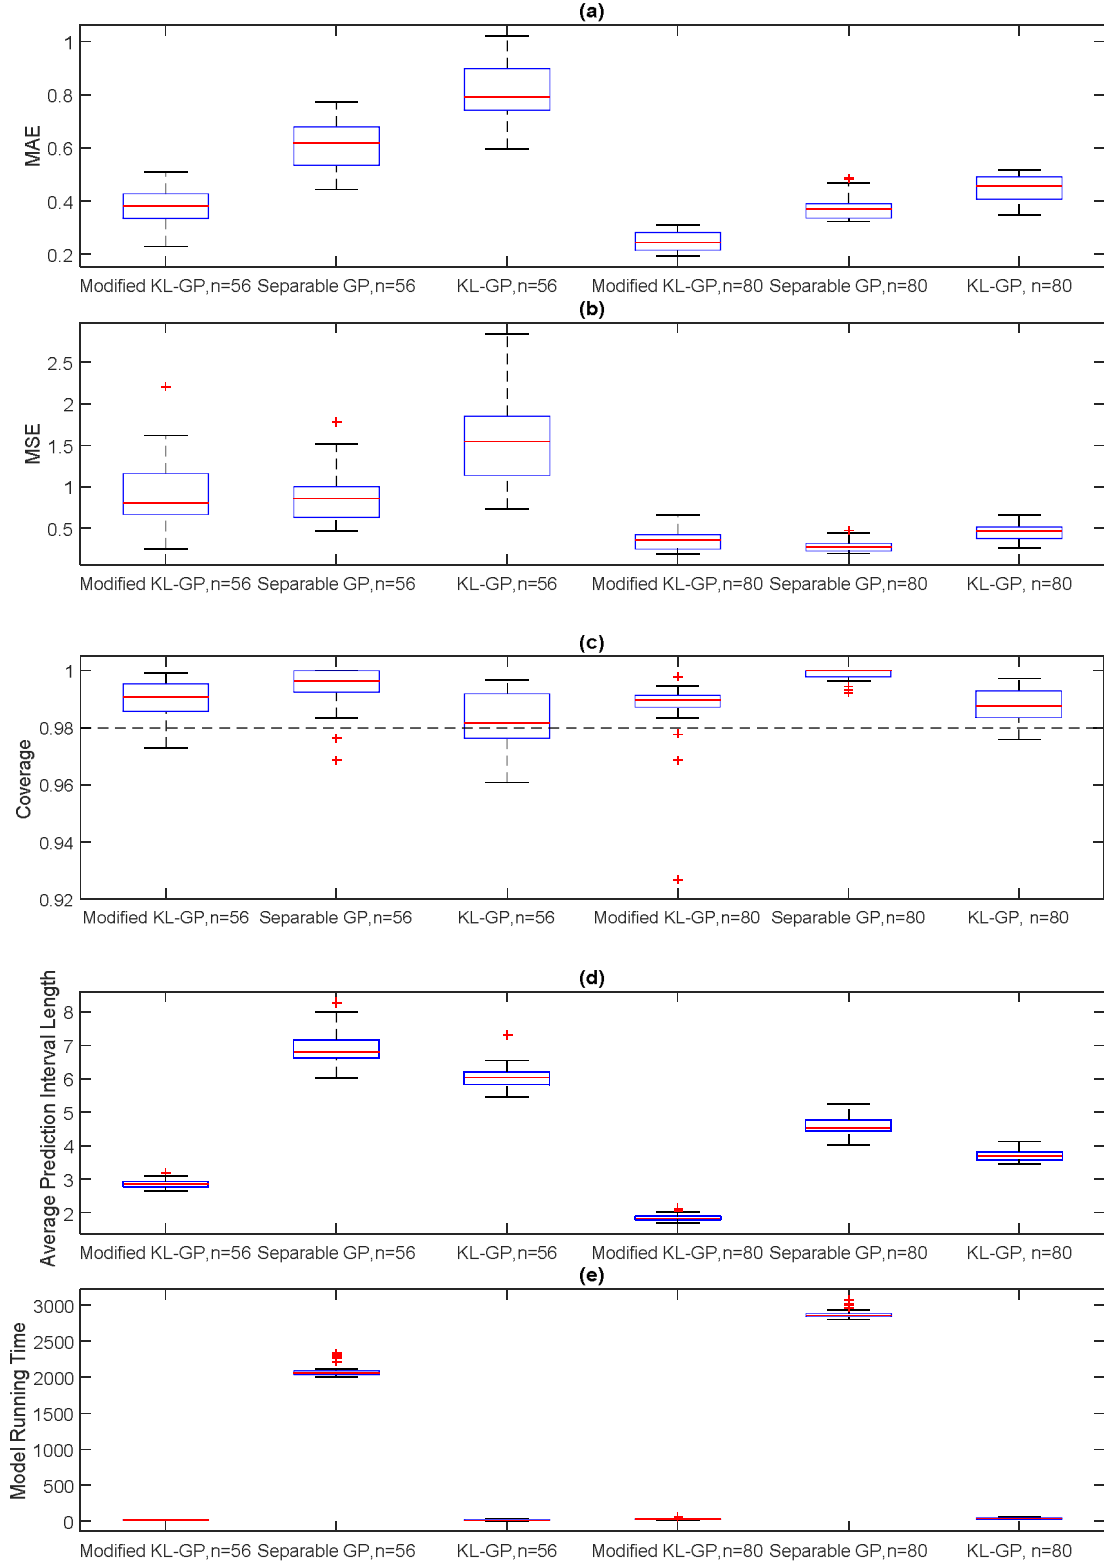 (a)
1
0.8
0.6
0.4
0.2
MAE
Modified KL-GP,n=56 Separable GP,n=56 KL-GP,n=56 Modified KL-GP,n=80 Separable GP,n=80 KL-GP, n=80
(b)
2.5
2
1.5
1
0.5
MSE
Modified KL-GP,n=56 Separable GP,n=56 KL-GP,n=56 Modified KL-GP,n=80 Separable GP,n=80 KL-GP, n=80
(c)
1
0.98
0.96
0.94
0.92
Coverage
Modified KL-GP,n=56 Separable GP,n=56 KL-GP,n=56 Modified KL-GP,n=80 Separable GP,n=80 KL-GP, n=80
(d)
8
7
6
5
4
3
2
Average Prediction Interval Length
Modified KL-GP,n=56 Separable GP,n=56 KL-GP,n=56 Modified KL-GP,n=80 Separable GP,n=80 KL-GP, n=80
(e)
3000
2500
2000
1500
1000
500
0
Model Running Time
Modified KL-GP,n=56 Separable GP,n=56 KL-GP,n=56 Modified KL-GP,n=80 Separable GP,n=80 KL-GP, n=80